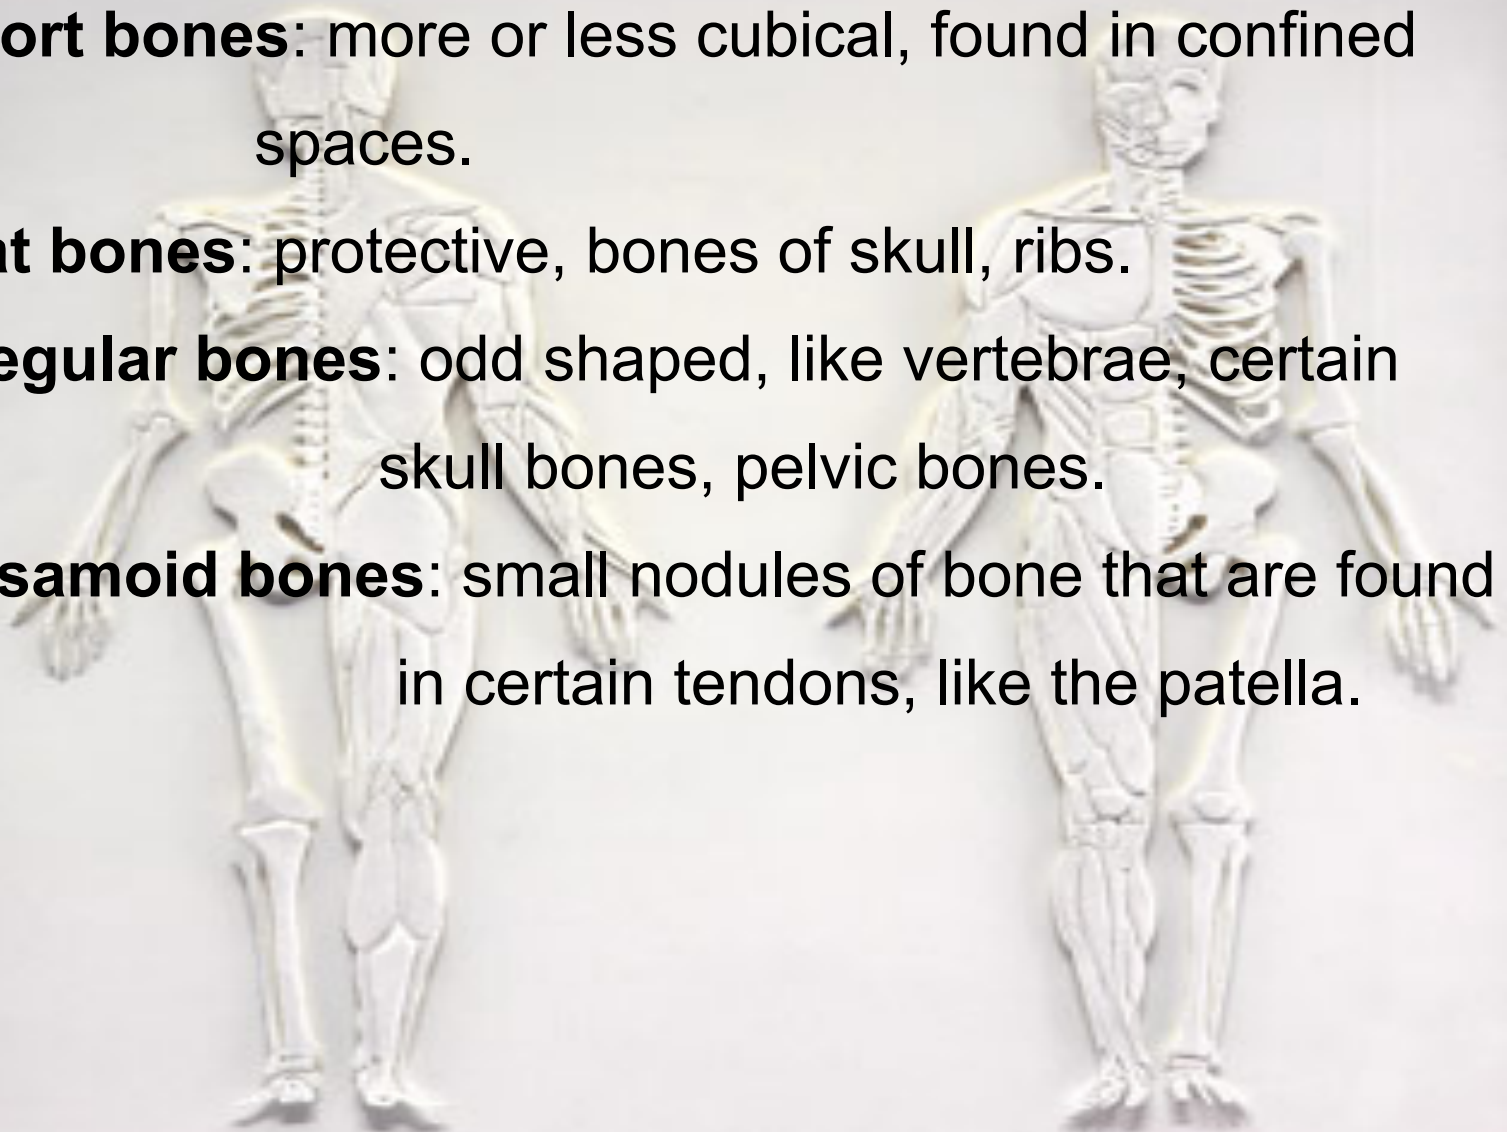 ort bones: more or less cubical, found in confined
spaces.
at bones: protective, bones of skull, ribs.
egular bones: odd shaped, like vertebrae, certain
skull bones, pelvic bones.
samoid bones: small nodules of bone that are found
in certain tendons, like the patella.